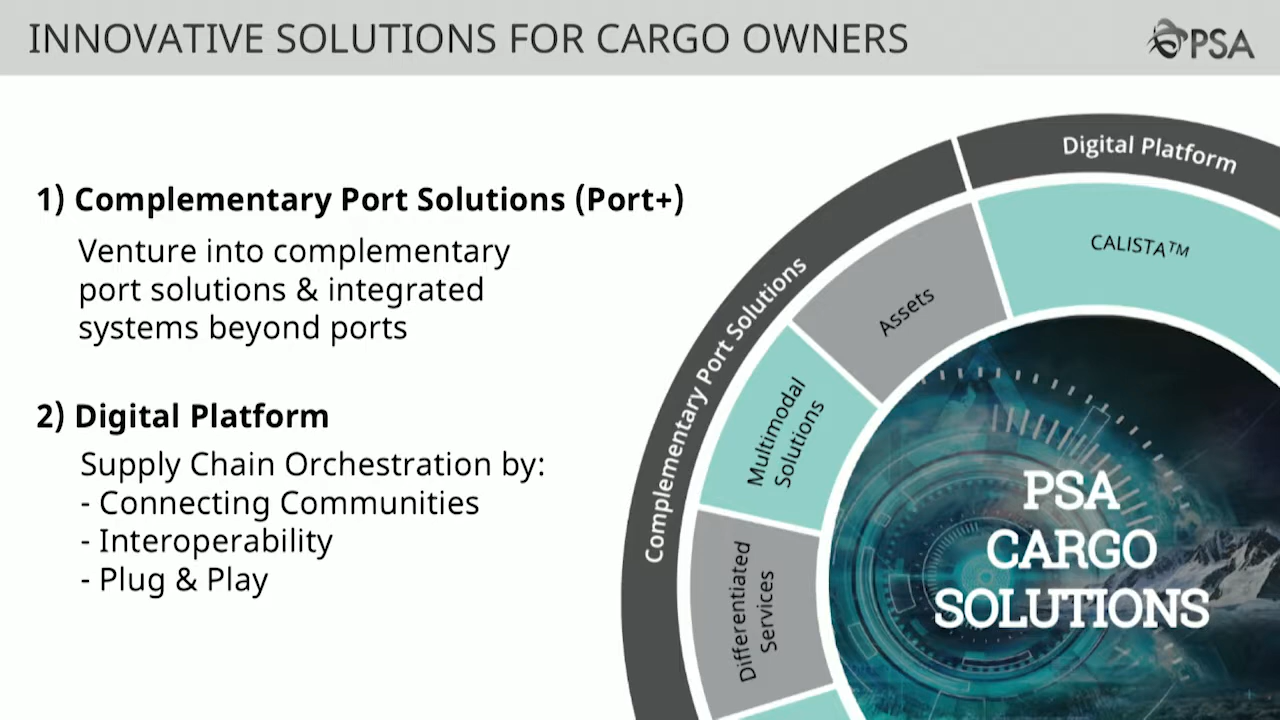 INNOVATIVE SOLUTIONS FOR CARGO OWNERS
PSA
1) Complementary Port Solutions (Port+)
Venture into complementary
port solutions & integrated
systems beyond ports
2) Digital Platform
Supply Chain Orchestration by:
- Connecting Communities
- Interoperability
- Plug & Play
Digital Platform
CALISTA™
Complementary Port Solutions
Assets
Multimodal
Solutions
Differentiated
Services
PSA
CARGO
SOLUTIONS